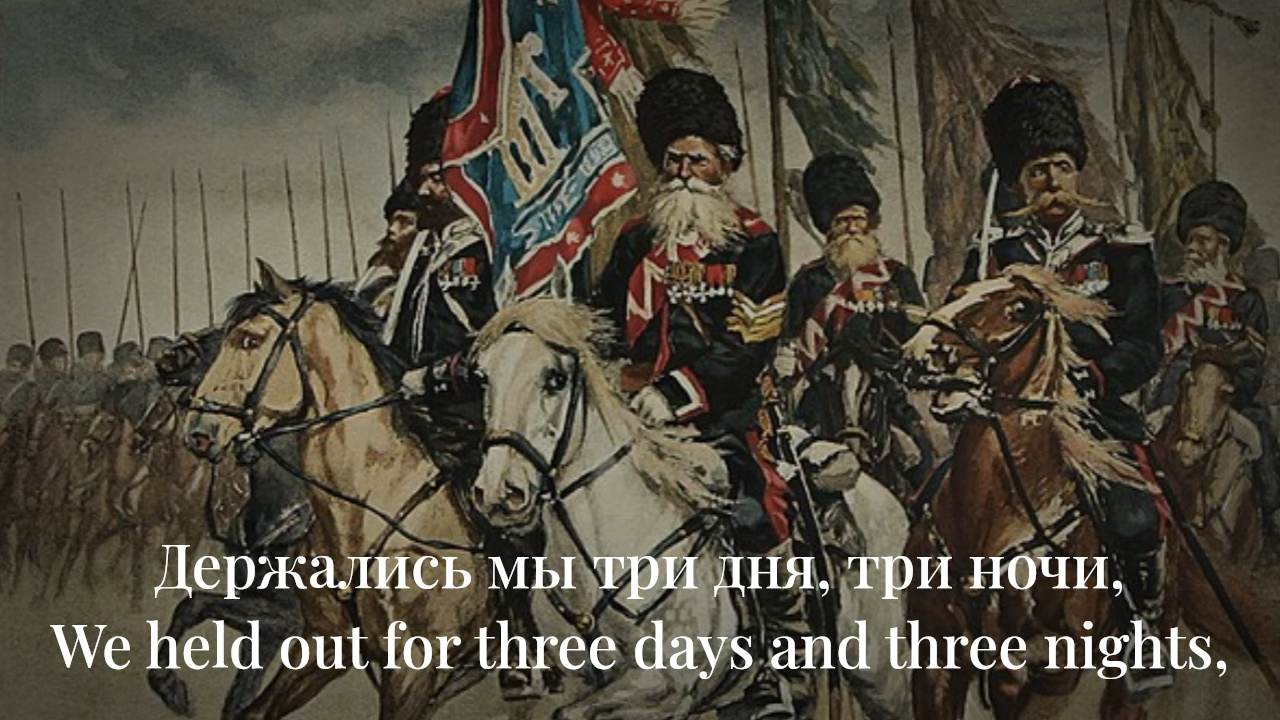 Держались мы три дня, три ночи,
We held out for three days and three nights,